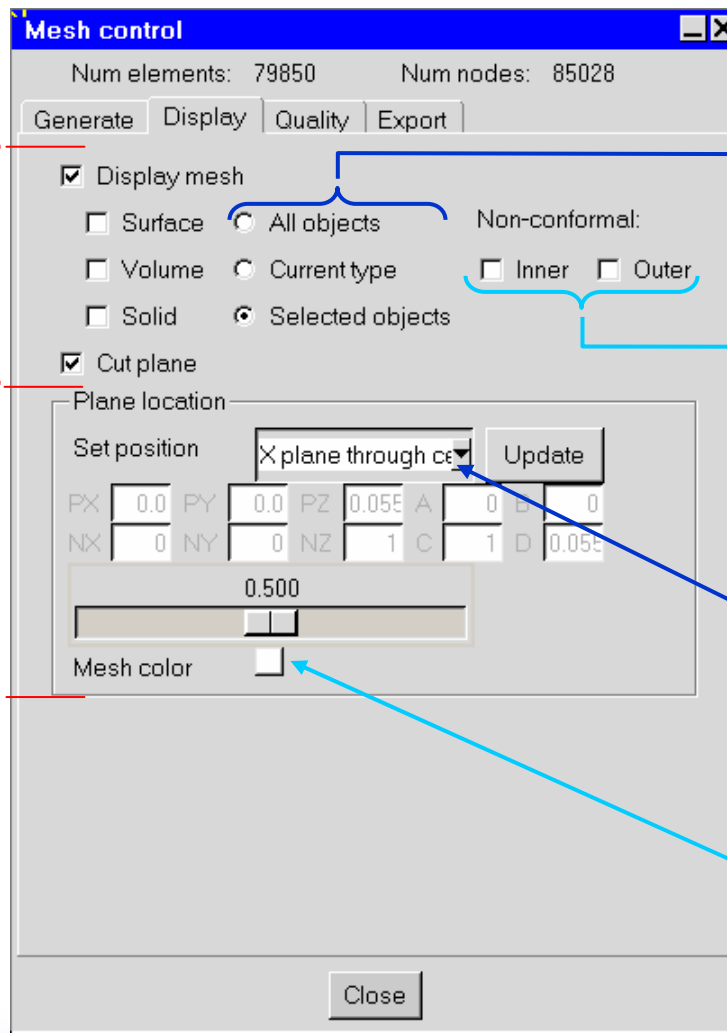 Mesh control
Num elements: 79850 Num nodes: 85028
Generate Display Quality Export
Display mesh
Surface All objects Non-conformal:
Volume Current type Inner Outer
Solid Selected objects
Cut plane
Plane location
Set position X plane through ce Update
PX 0.0 PY 0.0 PZ 0.055 A 0 B 0
NX 0 NY 0 NZ 1 C 1 D 0.055
0.500
Mesh color
Close